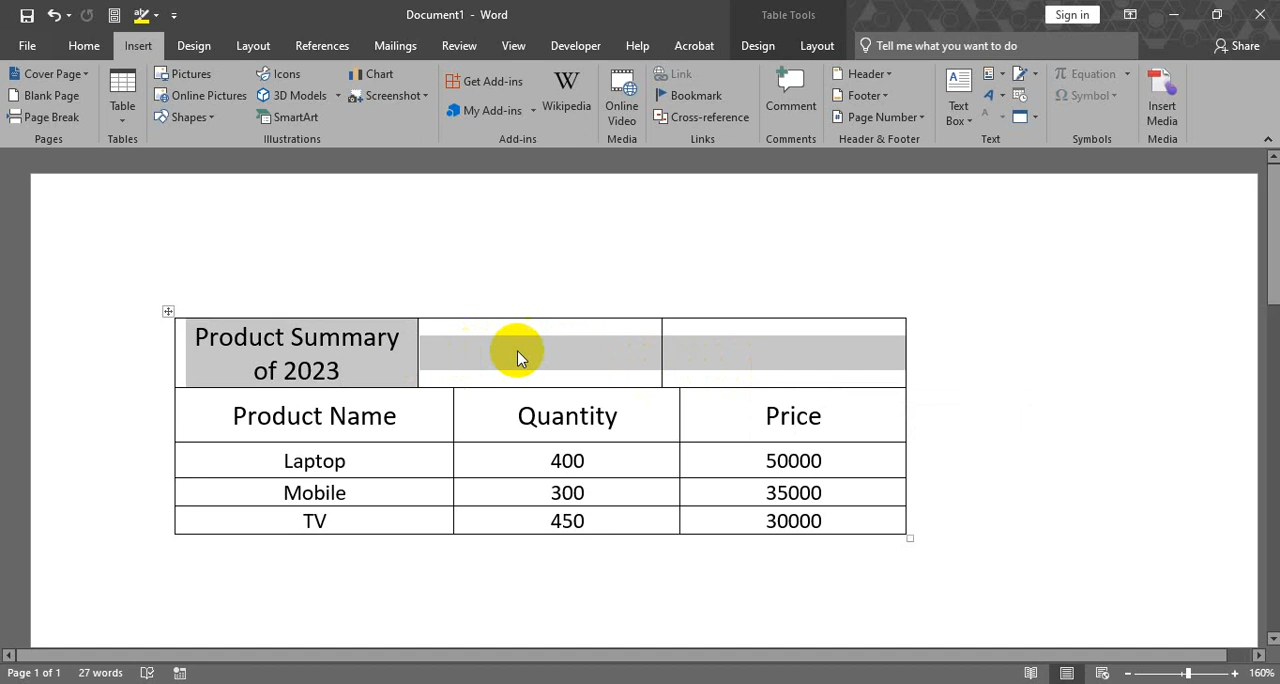 Document1 - Word
Table Tools
Sign in
File Home Insert Design Layout References Mailings Review View Developer Help Acrobat Design Layout Tell me what you want to do Share
Cover Page
Blank Page
Page Break
Pages
Table
Tables
Pictures
Online Pictures
Shapes
Icons
3D Models
SmartArt
Chart
Screenshot
Illustrations
Get Add-ins
My Add-ins
W
Wikipedia
Add-ins
Online
Video
Media
Link
Bookmark
Cross-reference
Links
Comment
Comments
Header
Footer
Page Number
Header & Footer
Text
Box
Text
Equation
Symbol
Symbols
Insert
Media
Media
Product Summary
of 2023
Product Name Quantity Price
Laptop 400 50000
Mobile 300 35000
TV 450 30000
Page 1 of 1 27 words 160%